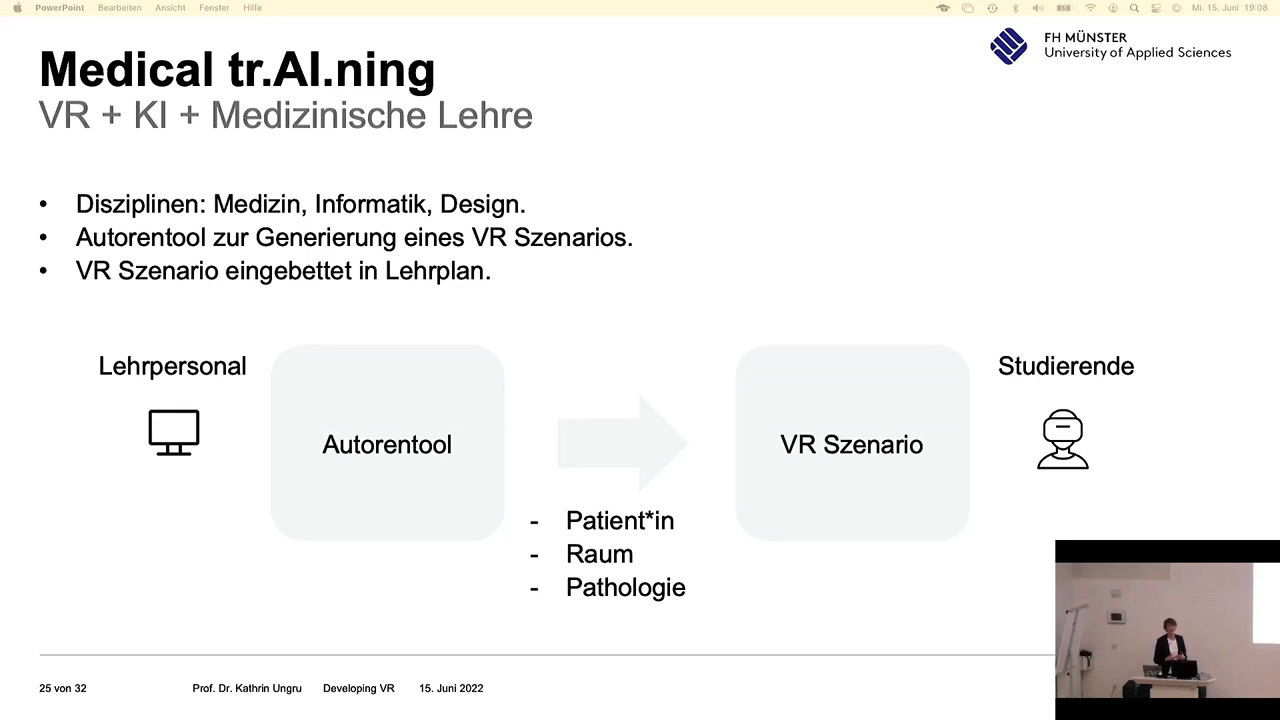 PowerPoint Bearbeiten Ansicht Fenster Hilfe Mi. 15. Juni 19:08
FH MÜNSTER
University of Applied Sciences
Medical tr.AI.ning
VR + KI + Medizinische Lehre
• Disziplinen: Medizin, Informatik, Design.
• Autorentool zur Generierung eines VR Szenarios.
• VR Szenario eingebettet in Lehrplan.
Lehrpersonal
Autorentool
VR Szenario
Studierende
- Patient*in
- Raum
- Pathologie
25 von 32 Prof. Dr. Kathrin Ungru Developing VR 15. Juni 2022